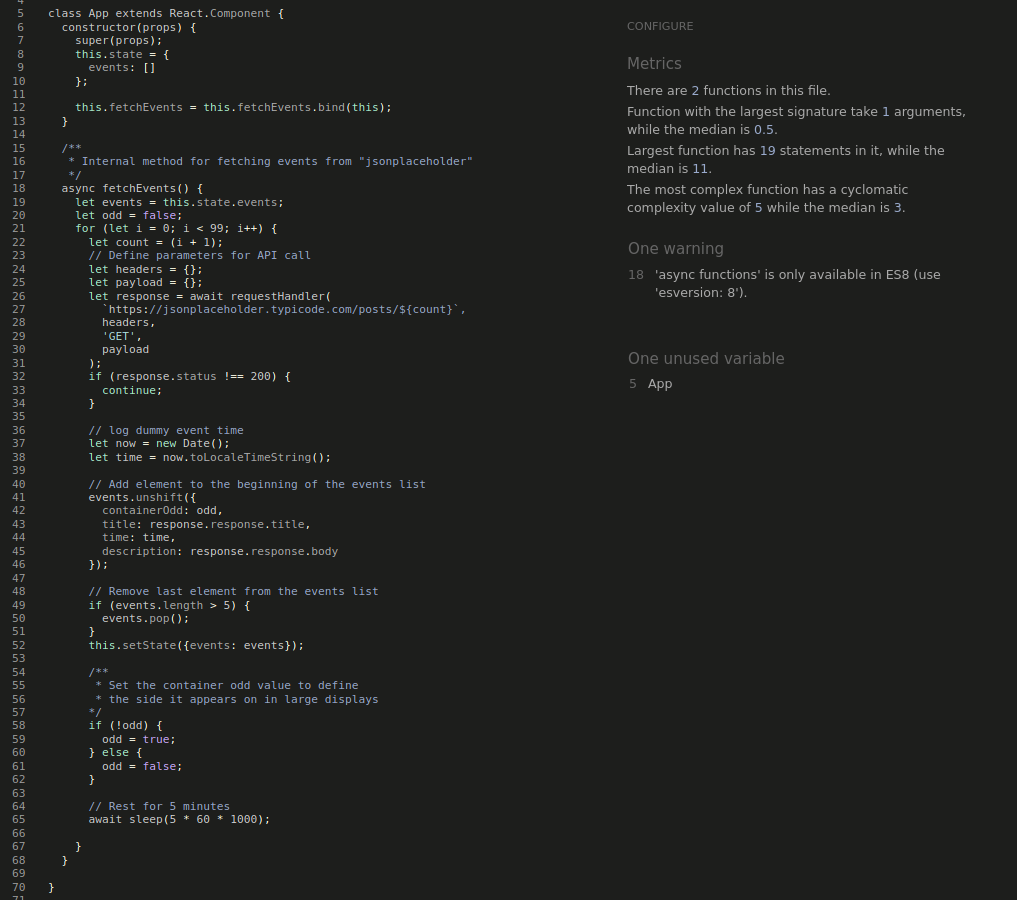 4
5 class App extends React.Component {
6   constructor(props) {
7     super(props);
8     this.state = {
9       events: []
10     };
11
12     this.fetchEvents = this.fetchEvents.bind(this);
13   }
14
15   /**
16    * Internal method for fetching events from "jsonplaceholder"
17    */
18   async fetchEvents() {
19     let events = this.state.events;
20     let odd = false;
21     for (let i = 0; i < 99; i++) {
22       let count = (i + 1);
23       // Define parameters for API call
24       let headers = {};
25       let payload = {};
26       let response = await requestHandler(
27         `https://jsonplaceholder.typicode.com/posts/${count}`,
28         headers,
29         'GET',
30         payload
31       );
32       if (response.status !== 200) {
33         continue;
34       }
35
36       // log dummy event time
37       let now = new Date();
38       let time = now.toLocaleTimeString();
39
40       // Add element to the beginning of the events list
41       events.unshift({
42         containerOdd: odd,
43         title: response.response.title,
44         time: time,
45         description: response.response.body
46       });
47
48       // Remove last element from the events list
49       if (events.length > 5) {
50         events.pop();
51       }
52       this.setState({events: events});
53
54       /**
55        * Set the container odd value to define
56        * the side it appears on in large displays
57       */
58       if (!odd) {
59         odd = true;
60       } else {
61         odd = false;
62       }
63
64       // Rest for 5 minutes
65       await sleep(5 * 60 * 1000);
66
67     }
68   }
69
70 }
71
CONFIGURE
Metrics
There are 2 functions in this file.
Function with the largest signature take 1 arguments,
while the median is 0.5.
Largest function has 19 statements in it, while the
median is 11.
The most complex function has a cyclomatic
complexity value of 5 while the median is 3.
One warning
18 'async functions' is only available in ES8 (use
'esversion: 8').
One unused variable
5 App